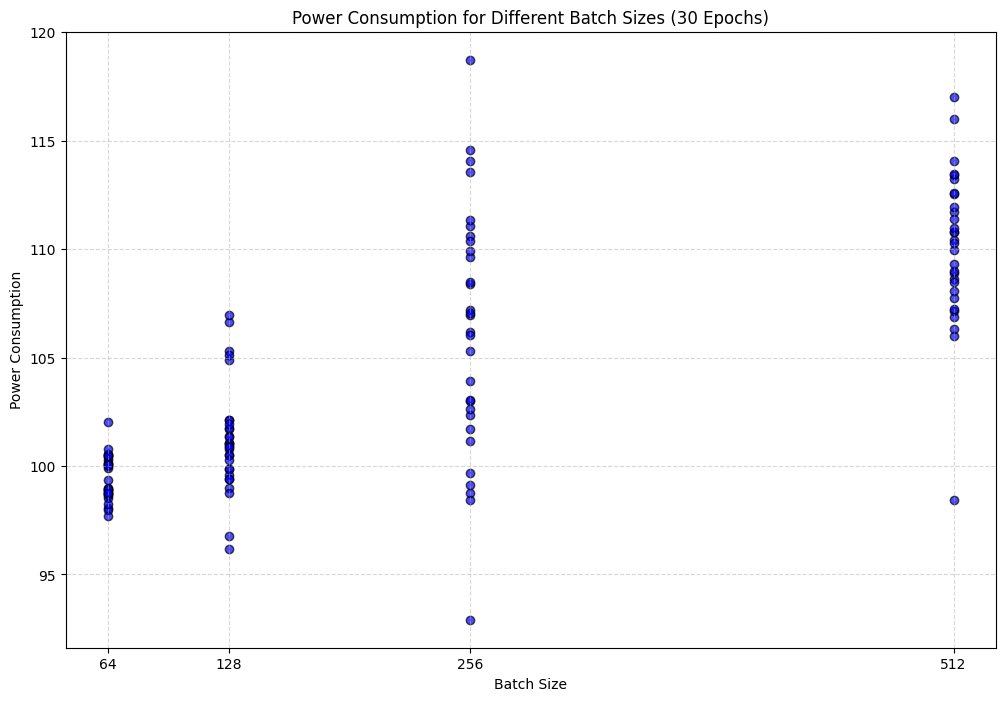 Power Consumption for Different Batch Sizes (30 Epochs)
120
115
110
105
100
95
Power Consumption
64 128 256 512
Batch Size